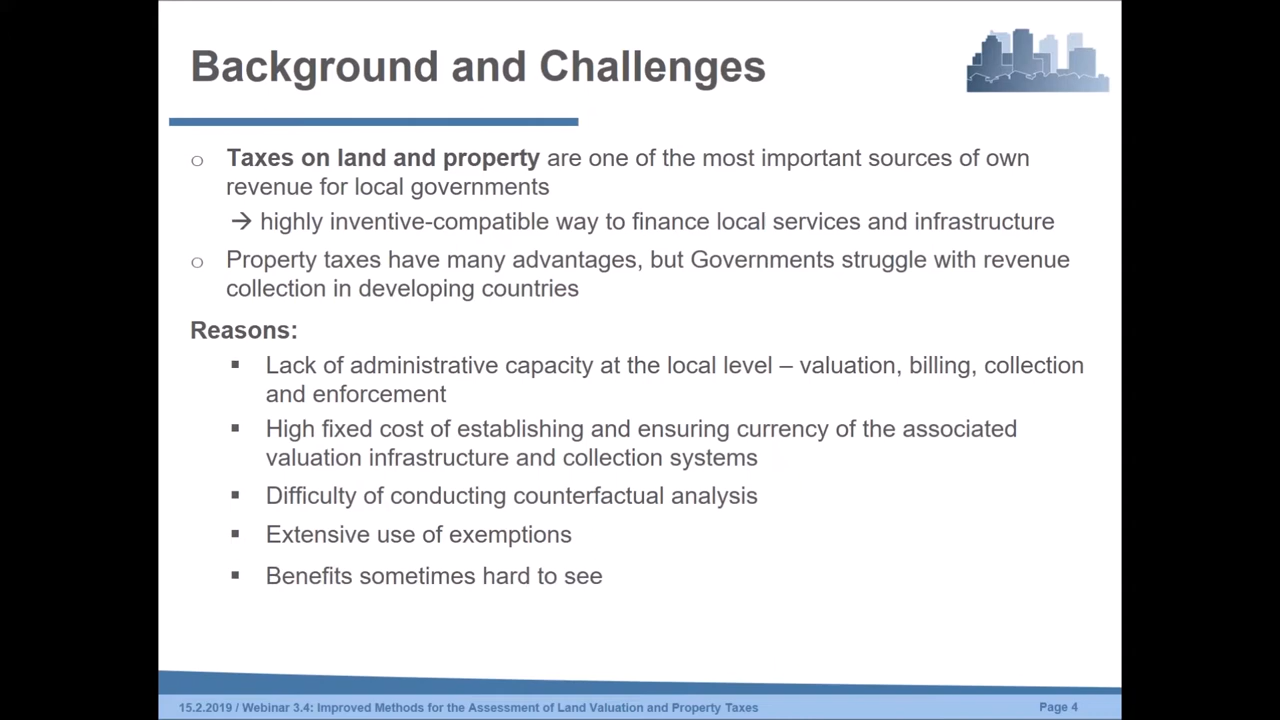 Background and Challenges
○ Taxes on land and property are one of the most important sources of own
revenue for local governments
→ highly inventive-compatible way to finance local services and infrastructure
○ Property taxes have many advantages, but Governments struggle with revenue
collection in developing countries
Reasons:
▪ Lack of administrative capacity at the local level – valuation, billing, collection
and enforcement
▪ High fixed cost of establishing and ensuring currency of the associated
valuation infrastructure and collection systems
▪ Difficulty of conducting counterfactual analysis
▪ Extensive use of exemptions
▪ Benefits sometimes hard to see
15.2.2019 / Webinar 3.4: Improved Methods for the Assessment of Land Valuation and Property Taxes
Page 4